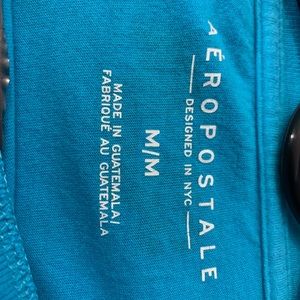 AÉROPOSTALE
DESIGNED IN NYC
M/M
MADE IN GUATEMALA/
FABRIQUÉ AU GUATEMALA